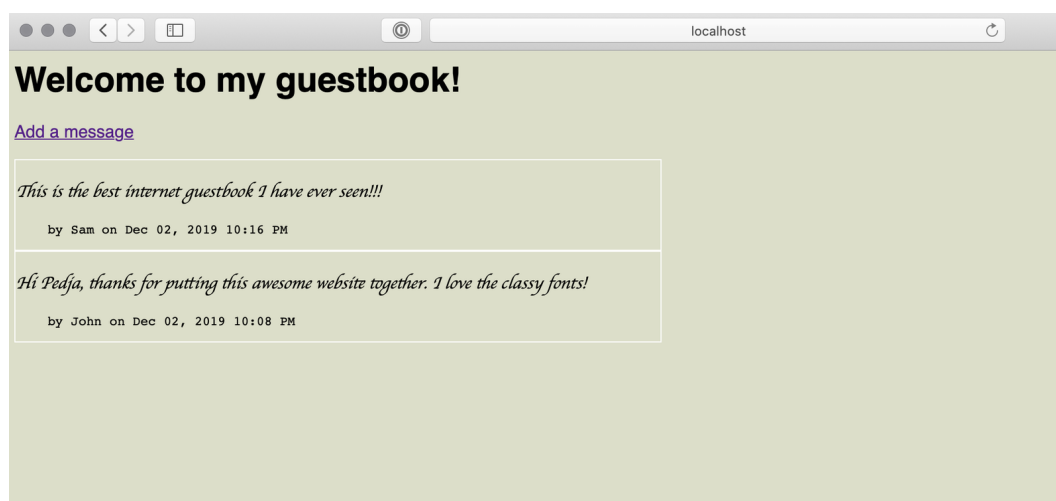 localhost
Welcome to my guestbook!
Add a message
This is the best internet guestbook I have ever seen!!!
by Sam on Dec 02, 2019 10:16 PM
Hi Pedja, thanks for putting this awesome website together. I love the classy fonts!
by John on Dec 02, 2019 10:08 PM